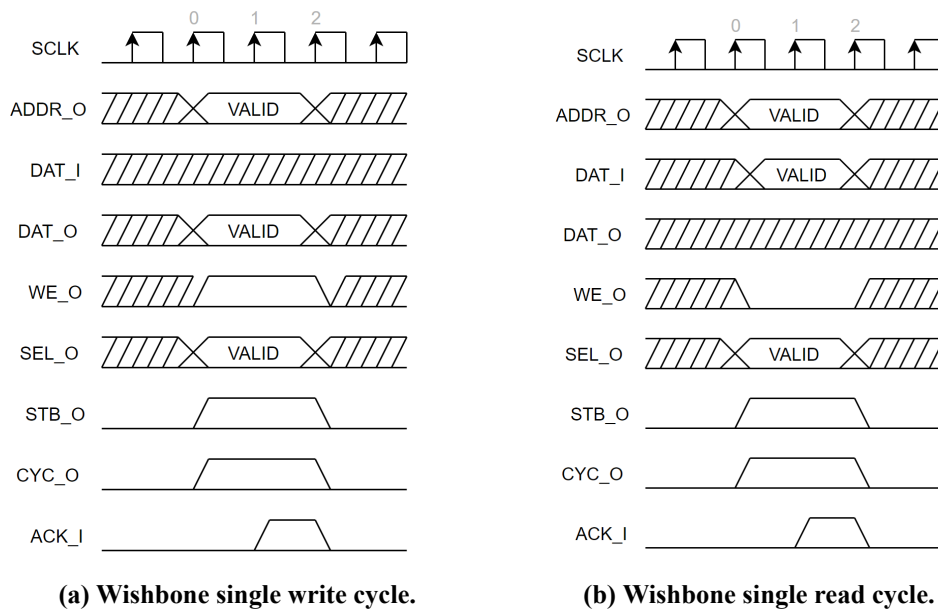 0 1 2
SCLK
ADDR_O VALID
DAT_I
DAT_O VALID
WE_O
SEL_O VALID
STB_O
CYC_O
ACK_I
(a) Wishbone single write cycle.
0 1 2
SCLK
ADDR_O VALID
DAT_I VALID
DAT_O
WE_O
SEL_O VALID
STB_O
CYC_O
ACK_I
(b) Wishbone single read cycle.